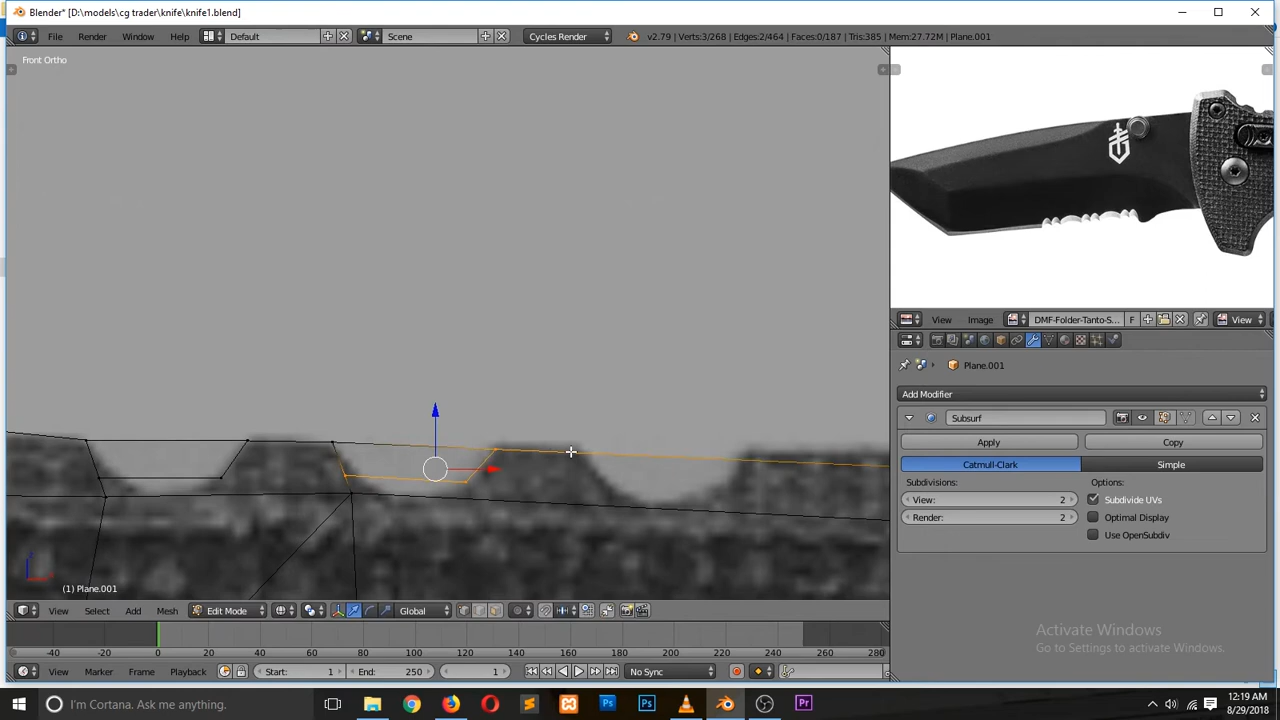 Blender* [D:\models\cg trader\knife\knife1.blend]
File Render Window Help Default Scene Cycles Render v2.79 | Verts:3/268 | Edges:2/464 | Faces:0/187 | Tris:385 | Mem:27.72M | Plane.001
Front Ortho
View Image DMF-Folder-Tanto-S... F View
Plane.001
Add Modifier
Subsurf
Apply Copy
Catmull-Clark Simple
Subdivisions: Options:
View: 2 Subdivide UVs
Render: 2 Optimal Display
Use OpenSubdiv
(1) Plane.001
View Select Add Mesh Edit Mode Global
Activate Windows
Go to Settings to activate Windows.
-40 -20 0 20 40 60 80 100 120 140 160 180 200 220 240 260 280
View Marker Frame Playback Start: 1 End: 250 1 No Sync
I'm Cortana. Ask me anything.
12:19 AM
8/29/2018